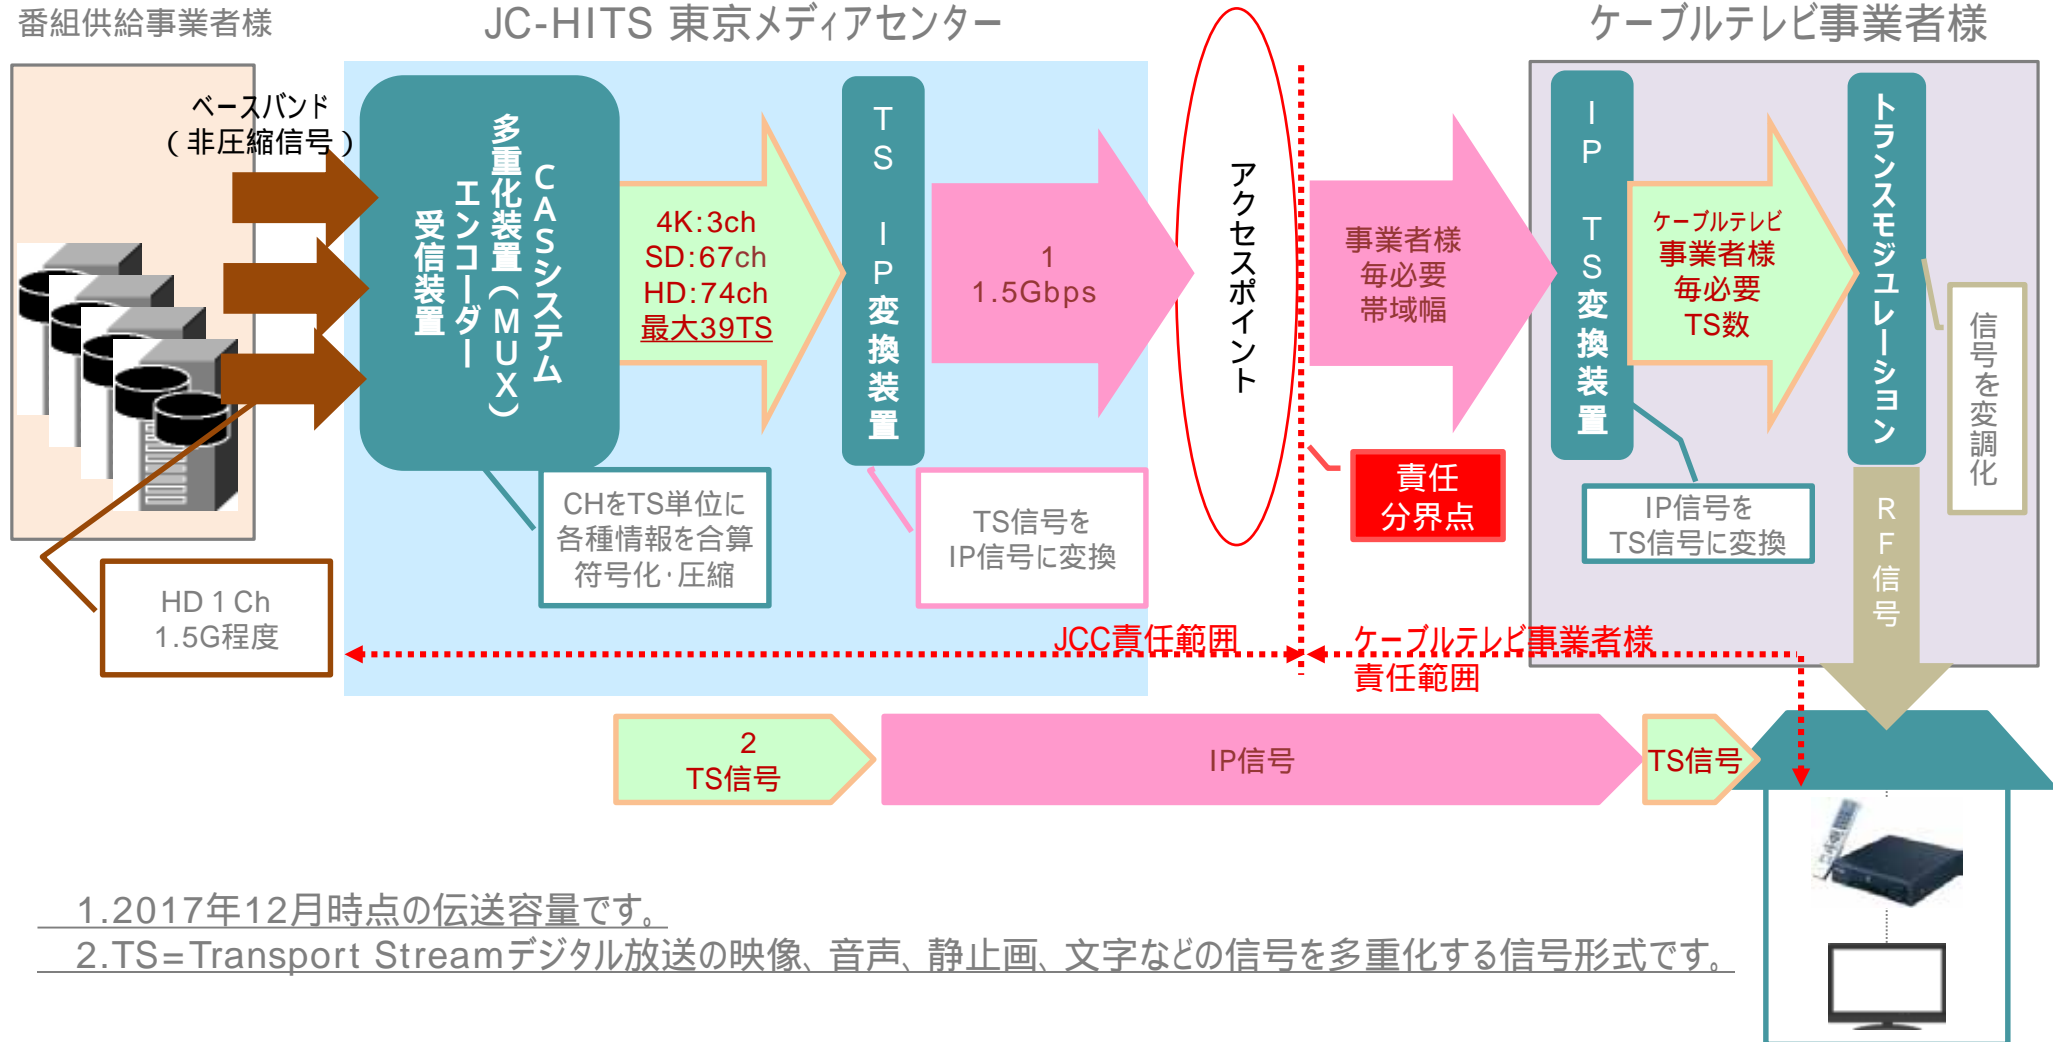 番組供給事業者様
JC-HITS 東京メディアセンター
ケーブルテレビ事業者様
ベースバンド
（非圧縮信号）
CASシステム
多重化装置（MUX）
エンコーダー
受信装置
4K:3ch
SD:67ch
HD:74ch
最大39TS
TS IP変換装置
1
1.5Gbps
アクセスポイント
事業者様
毎必要
帯域幅
IP TS変換装置
ケーブルテレビ
事業者様
毎必要
TS数
トランスモジュレーション
信号を変調化
責任
分界点
CHをTS単位に
各種情報を合算
符号化・圧縮
TS信号を
IP信号に変換
IP信号を
TS信号に変換
RF信号
HD 1 Ch
1.5G程度
JCC責任範囲
ケーブルテレビ事業者様
責任範囲
2
TS信号
IP信号
TS信号
1.2017年12月時点の伝送容量です。
2.TS=Transport Streamデジタル放送の映像、音声、静止画、文字などの信号を多重化する信号形式です。